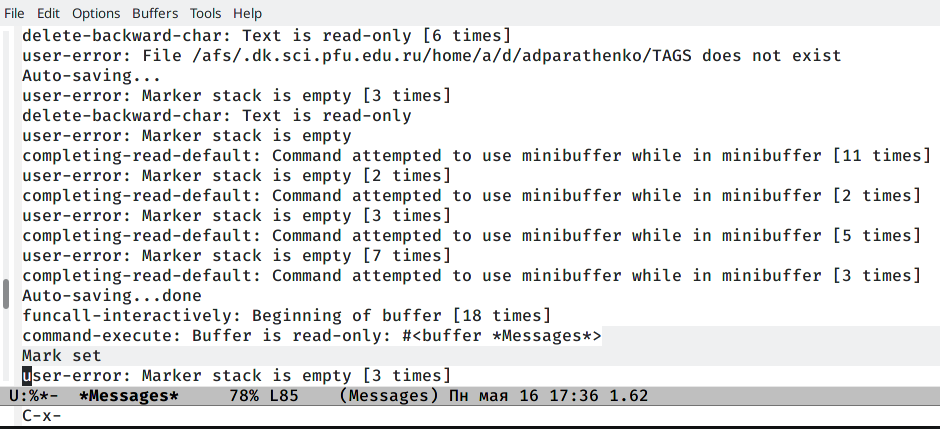 File Edit Options Buffers Tools Help
delete-backward-char: Text is read-only [6 times]
user-error: File /afs/.dk.sci.pfu.edu.ru/home/a/d/adparathenko/TAGS does not exist
Auto-saving...
user-error: Marker stack is empty [3 times]
delete-backward-char: Text is read-only
user-error: Marker stack is empty
completing-read-default: Command attempted to use minibuffer while in minibuffer [11 times]
user-error: Marker stack is empty [2 times]
completing-read-default: Command attempted to use minibuffer while in minibuffer [2 times]
user-error: Marker stack is empty [3 times]
completing-read-default: Command attempted to use minibuffer while in minibuffer [5 times]
user-error: Marker stack is empty [7 times]
completing-read-default: Command attempted to use minibuffer while in minibuffer [3 times]
Auto-saving...done
funcall-interactively: Beginning of buffer [18 times]
command-execute: Buffer is read-only: #<buffer *Messages*>
Mark set
user-error: Marker stack is empty [3 times]
U:%*-  *Messages*     78% L85    (Messages) Пн мая 16 17:36 1.62
C-x-